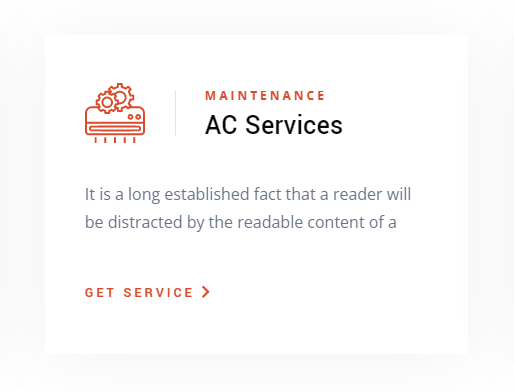 MAINTENANCE
AC Services
It is a long established fact that a reader will
be distracted by the readable content of a
GET SERVICE